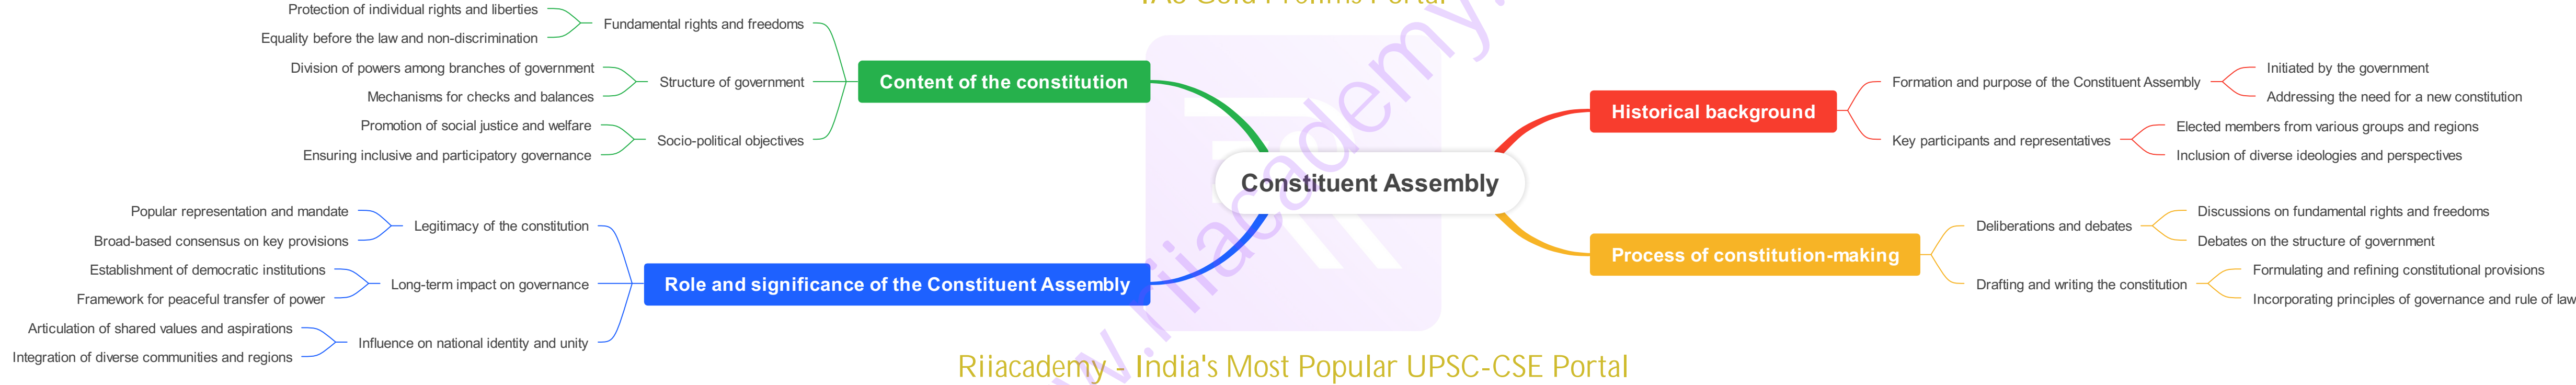 IAS Gold Prelims Portal
Constituent Assembly
Content of the constitution
Fundamental rights and freedoms
Protection of individual rights and liberties
Equality before the law and non-discrimination
Structure of government
Division of powers among branches of government
Mechanisms for checks and balances
Socio-political objectives
Promotion of social justice and welfare
Ensuring inclusive and participatory governance
Role and significance of the Constituent Assembly
Legitimacy of the constitution
Popular representation and mandate
Broad-based consensus on key provisions
Long-term impact on governance
Establishment of democratic institutions
Framework for peaceful transfer of power
Influence on national identity and unity
Articulation of shared values and aspirations
Integration of diverse communities and regions
Historical background
Formation and purpose of the Constituent Assembly
Initiated by the government
Addressing the need for a new constitution
Key participants and representatives
Elected members from various groups and regions
Inclusion of diverse ideologies and perspectives
Process of constitution-making
Deliberations and debates
Discussions on fundamental rights and freedoms
Debates on the structure of government
Drafting and writing the constitution
Formulating and refining constitutional provisions
Incorporating principles of governance and rule of law
w.riiacademy.
Riiacademy - India's Most Popular UPSC-CSE Portal